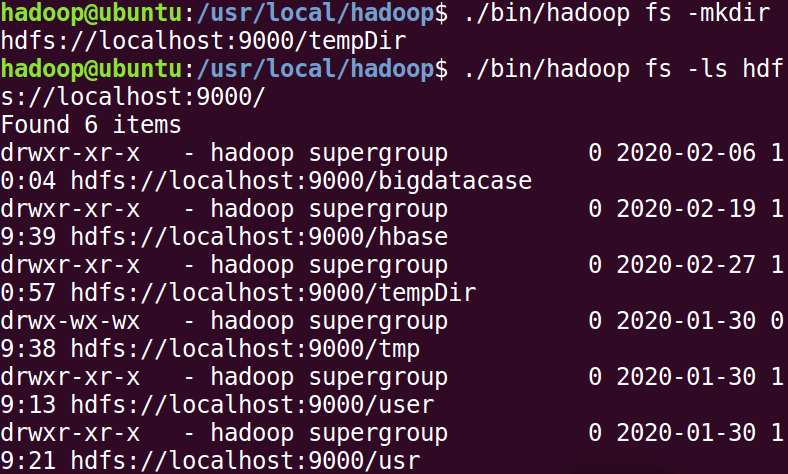 hadoop@ubuntu:/usr/local/hadoop$ ./bin/hadoop fs -mkdir
hdfs://localhost:9000/tempDir
hadoop@ubuntu:/usr/local/hadoop$ ./bin/hadoop fs -ls hdf
s://localhost:9000/
Found 6 items
drwxr-xr-x   - hadoop supergroup          0 2020-02-06 1
0:04 hdfs://localhost:9000/bigdatacase
drwxr-xr-x   - hadoop supergroup          0 2020-02-19 1
9:39 hdfs://localhost:9000/hbase
drwxr-xr-x   - hadoop supergroup          0 2020-02-27 1
0:57 hdfs://localhost:9000/tempDir
drwx-wx-wx   - hadoop supergroup          0 2020-01-30 0
9:38 hdfs://localhost:9000/tmp
drwxr-xr-x   - hadoop supergroup          0 2020-01-30 1
9:13 hdfs://localhost:9000/user
drwxr-xr-x   - hadoop supergroup          0 2020-01-30 1
9:21 hdfs://localhost:9000/usr